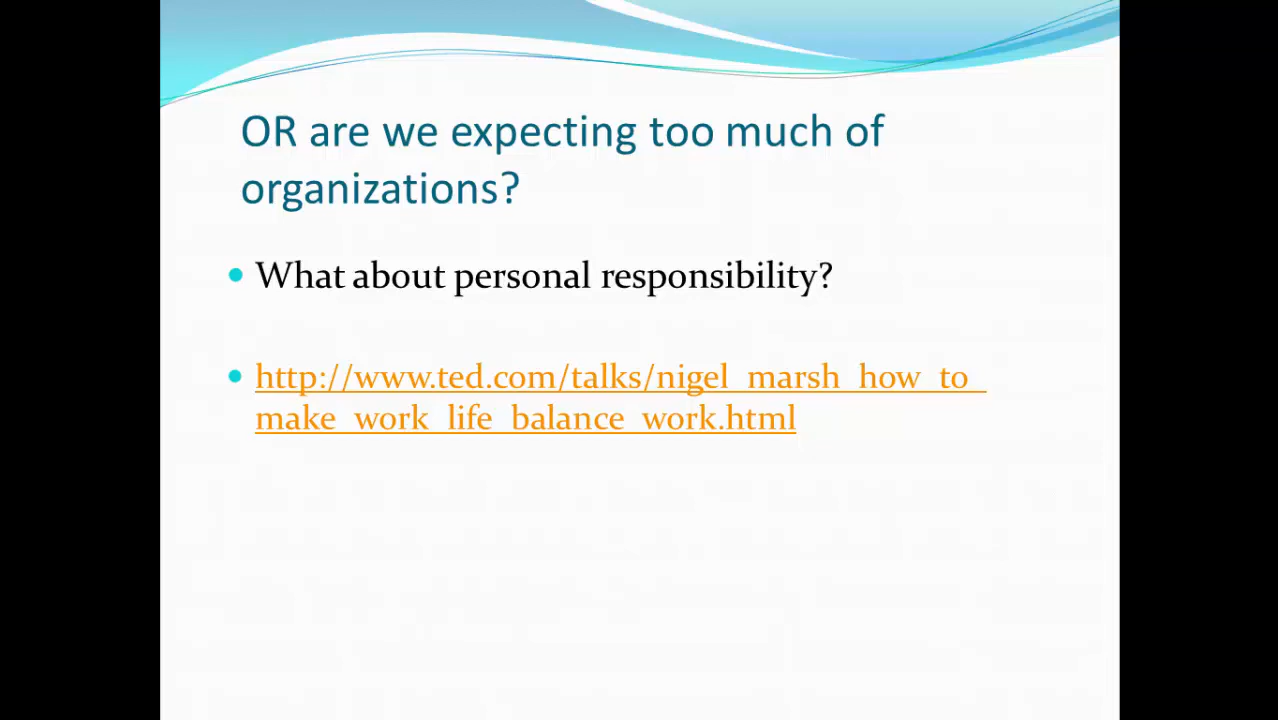 OR are we expecting too much of
organizations?
What about personal responsibility?
http://www.ted.com/talks/nigel_marsh_how_to_
make_work_life_balance_work.html